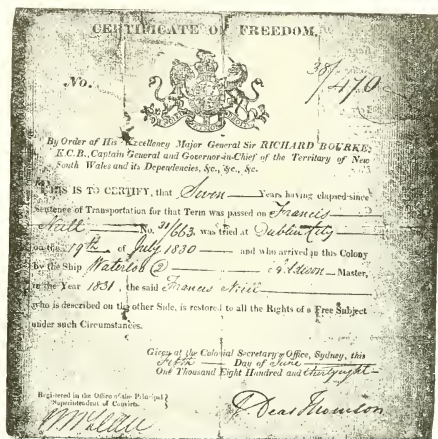 CERTIFICATE OF FREEDOM.
No. 38/470
By Order of His Excellency Major General Sir RICHARD BOURKE,
K.C.B., Captain General and Governor-in-Chief of the Territory of New
South Wales and its Dependencies, &c., &c., &c.
THIS IS TO CERTIFY, that Seven Years having elapsed since
Sentence of Transportation for that Term was passed on Francis
Neill No. 31/663 was tried at Dublin City
on the 19th of July 1830 and who arrived in this Colony
by the Ship Waterloo (2) Addison Master,
in the Year 1831, the said Francis Neill
who is described on the other Side, is restored to all the Rights of a Free Subject
under such Circumstances.
Given at the Colonial Secretary's Office, Sydney, this
Fifth Day of June
One Thousand Eight Hundred and thirtyeight
Registered in the Office of the Principal
Superintendent of Convicts.
E Deas Thomson